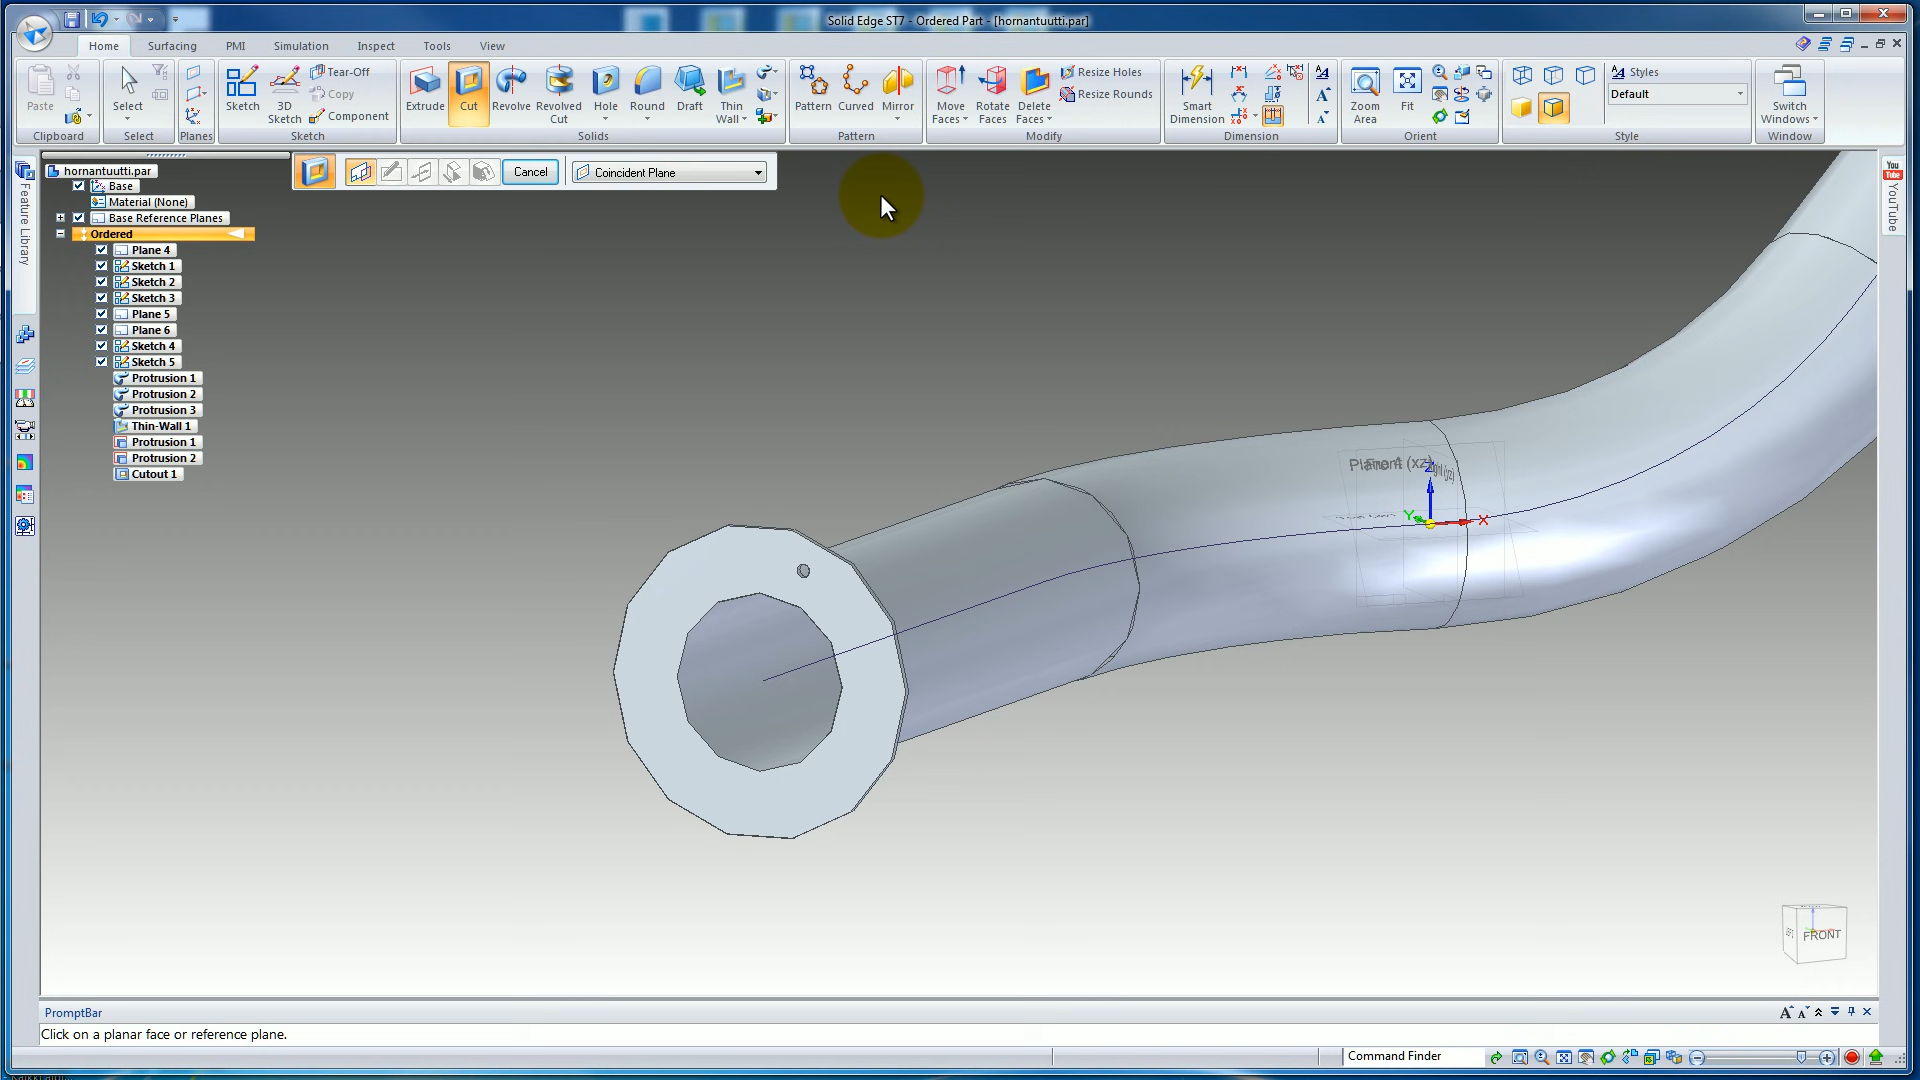 Solid Edge ST7 - Ordered Part - [hornantuutti.par]
Home Surfacing PMI Simulation Inspect Tools View
Paste
Clipboard
Select
Select
Planes
Sketch
3D Sketch
Tear-Off
Copy
Component
Sketch
Extrude Cut Revolve Revolved Cut Hole Round Draft Thin Wall
Solids
Pattern Curved Mirror
Pattern
Move Faces Rotate Faces Delete Faces
Resize Holes
Resize Rounds
Modify
Smart Dimension
Dimension
Zoom Area
Fit
Orient
Styles
Default
Style
Switch Windows
Window
Feature Library
YouTube
Cancel
Coincident Plane
hornantuutti.par
Base
Material (None)
Base Reference Planes
Ordered
Plane 4
Sketch 1
Sketch 2
Sketch 3
Plane 5
Plane 6
Sketch 4
Sketch 5
Protrusion 1
Protrusion 2
Protrusion 3
Thin-Wall 1
Protrusion 1
Protrusion 2
Cutout 1
Z
Y
X
FRONT
PromptBar
Click on a planar face or reference plane.
Command Finder